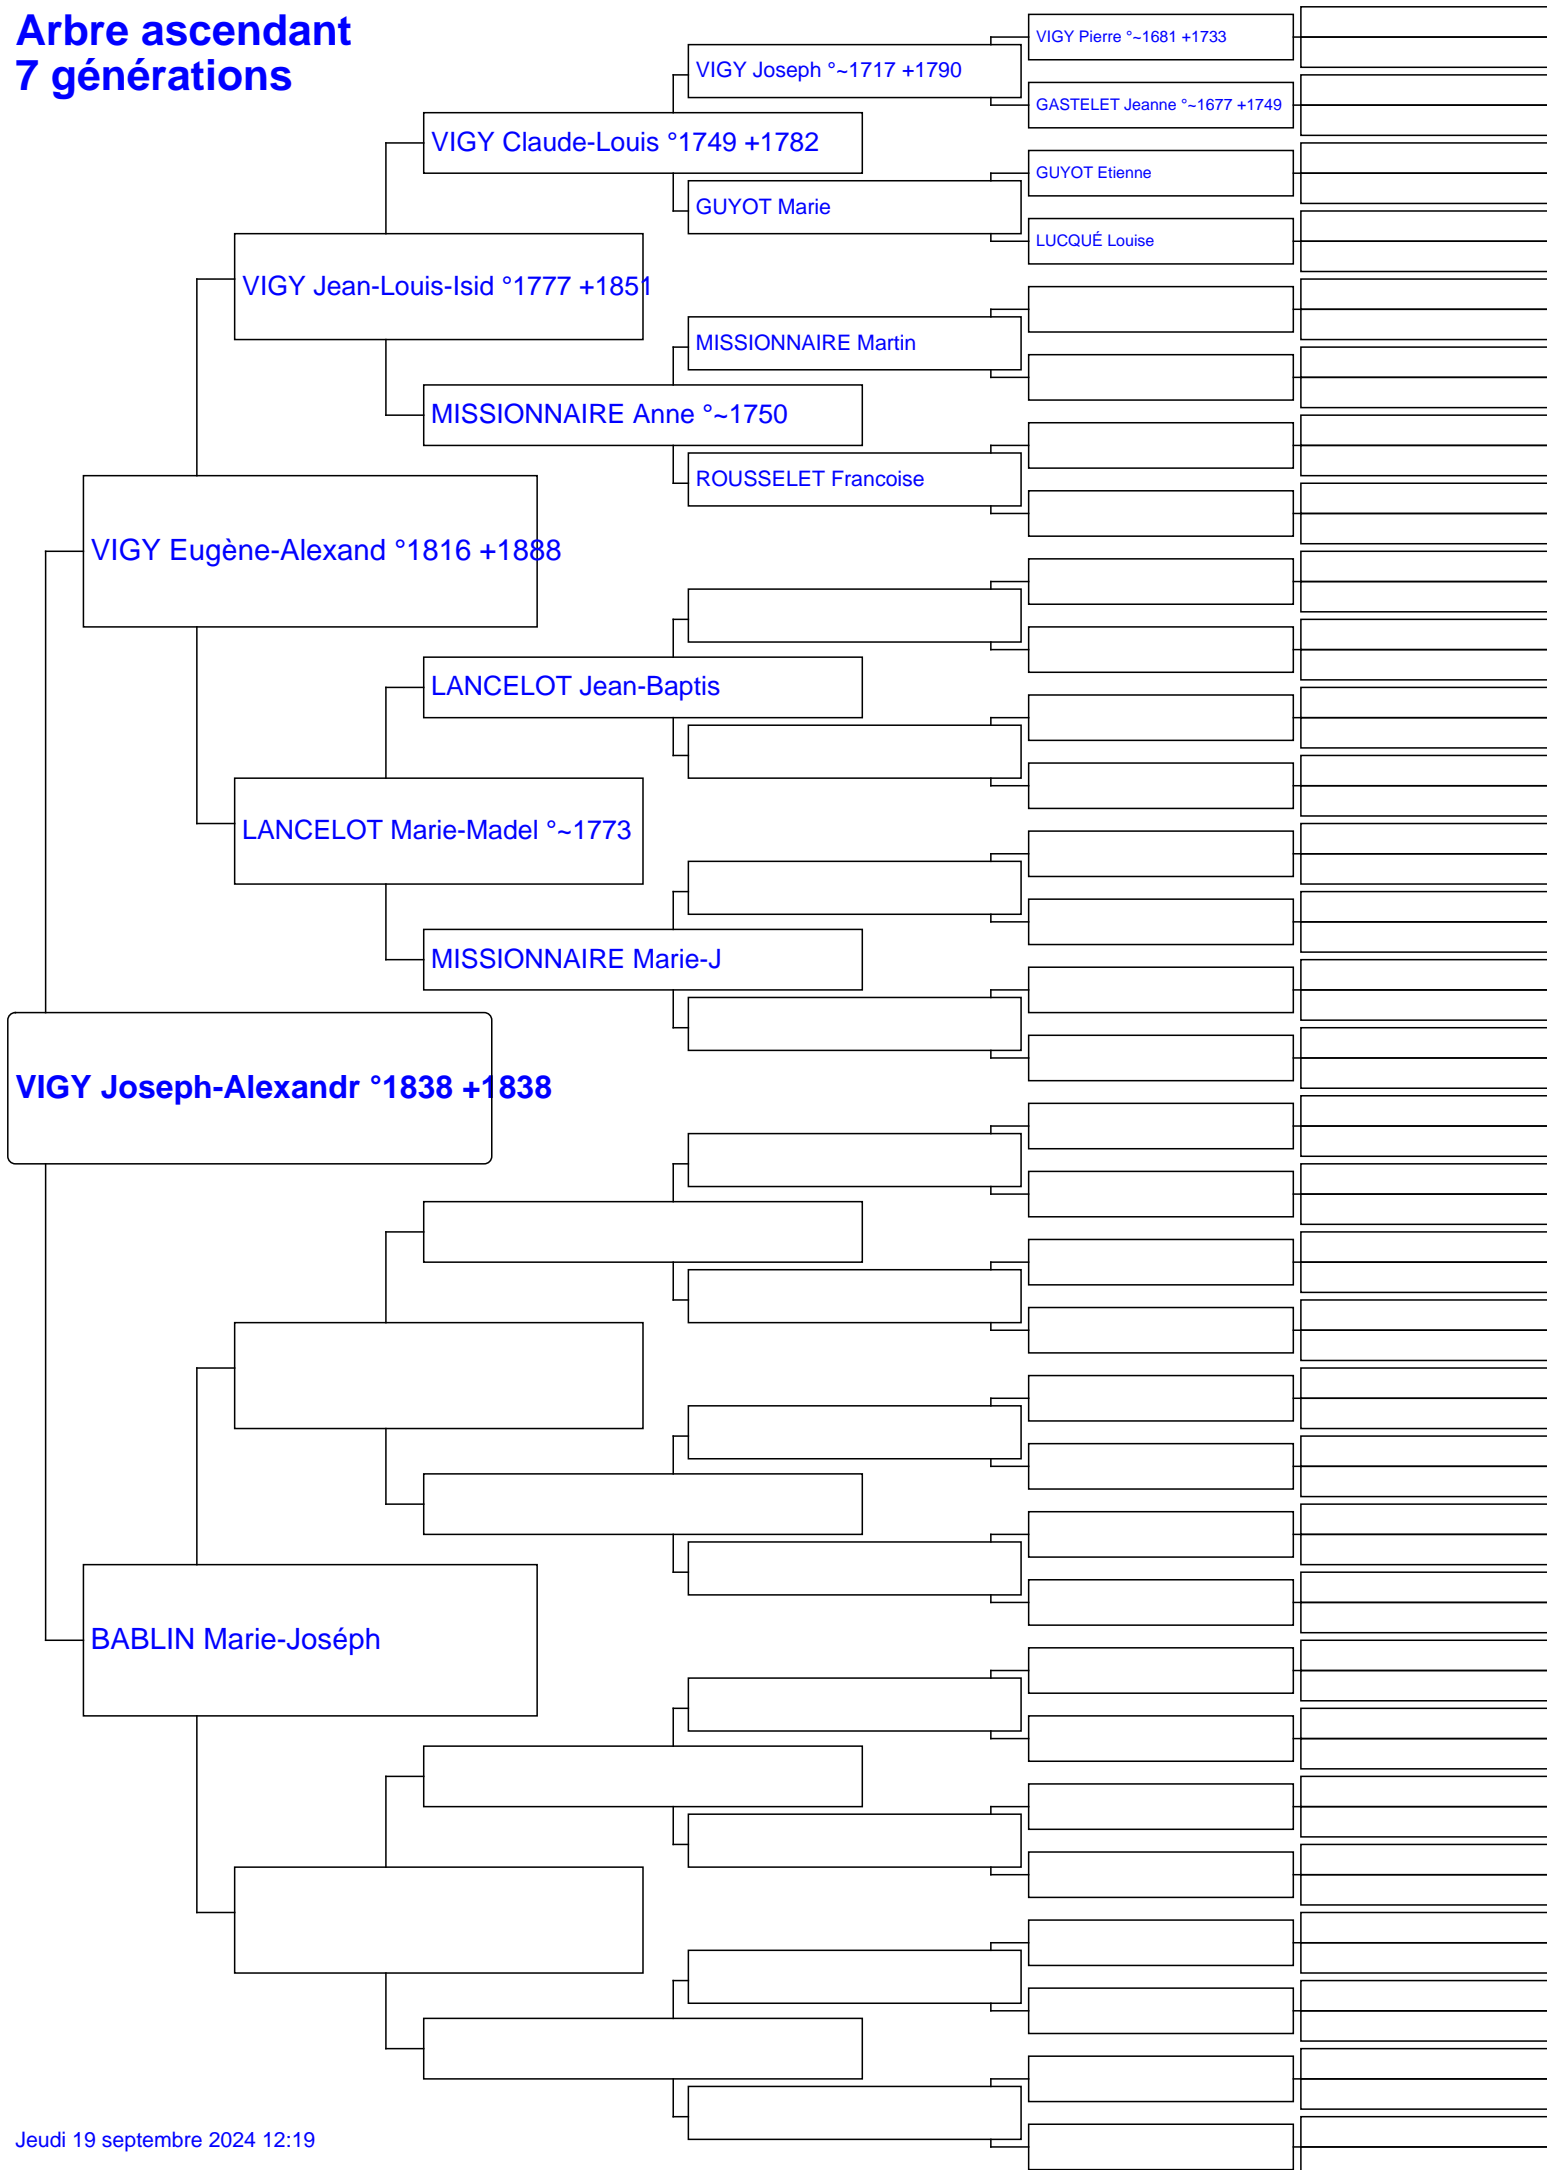 Arbre ascendant
7 générations
VIGY Pierre °~1681 +1733
VIGY Joseph °~1717 +1790
GASTELET Jeanne °~1677 +1749
VIGY Claude-Louis °1749 +1782
GUYOT Etienne
GUYOT Marie
LUCQUÉ Louise
VIGY Jean-Louis-Isid °1777 +1851
MISSIONNAIRE Martin
MISSIONNAIRE Anne °~1750
ROUSSELET Francoise
VIGY Eugène-Alexand °1816 +1888
LANCELOT Jean-Baptis
LANCELOT Marie-Madel °~1773
MISSIONNAIRE Marie-J
VIGY Joseph-Alexandr °1838 +1838
BABLIN Marie-Joséph
Jeudi 19 septembre 2024 12:19